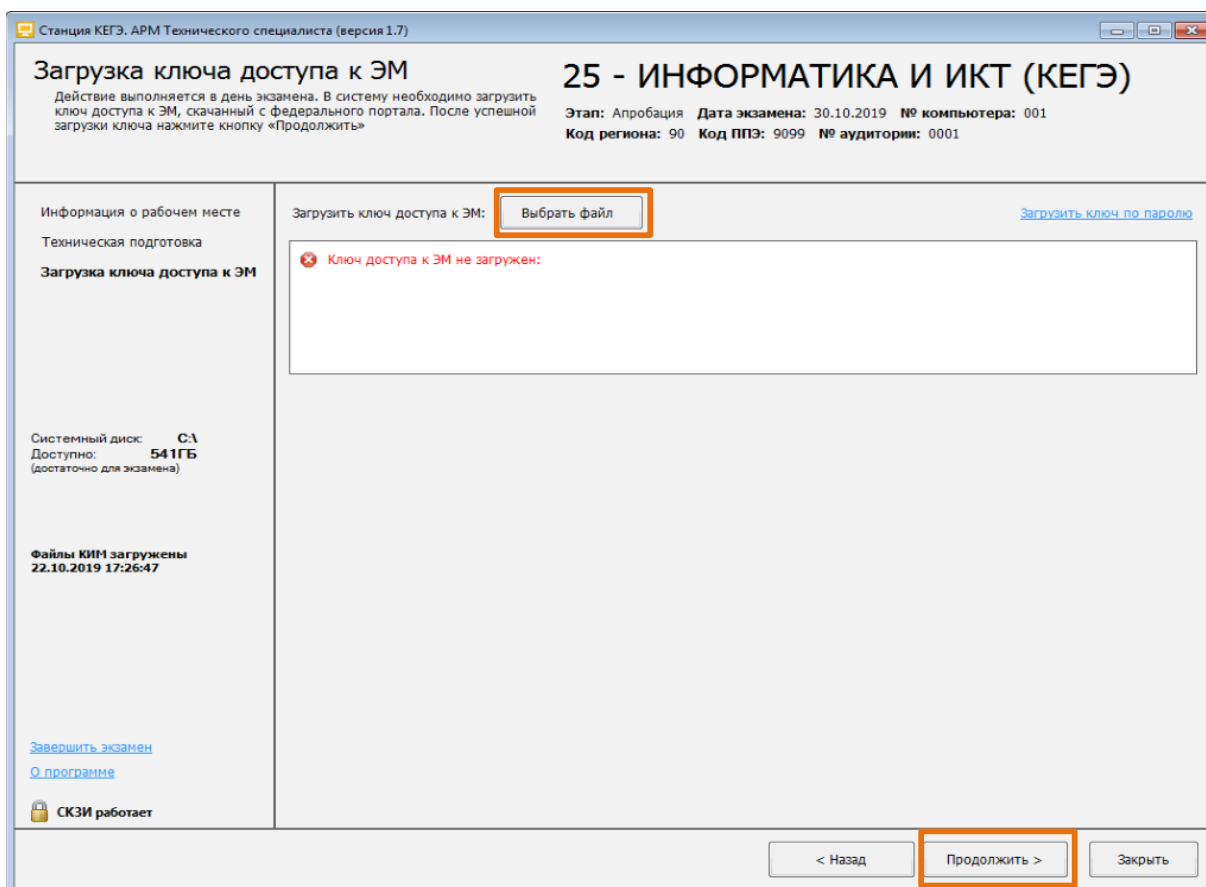 Станция КЕГЭ. АРМ Технического специалиста (версия 1.7)
Загрузка ключа доступа к ЭМ
Действие выполняется в день экзамена. В систему необходимо загрузить
ключ доступа к ЭМ, скачанный с федерального портала. После успешной
загрузки ключа нажмите кнопку «Продолжить»
25 - ИНФОРМАТИКА И ИКТ (КЕГЭ)
Этап: Апробация Дата экзамена: 30.10.2019 № компьютера: 001
Код региона: 90 Код ППЭ: 9099 № аудитории: 0001
Информация о рабочем месте
Техническая подготовка
Загрузка ключа доступа к ЭМ
Системный диск: C:\
Доступно: 541ГБ
(достаточно для экзамена)
Файлы КИМ загружены
22.10.2019 17:26:47
Завершить экзамен
О программе
СКЗИ работает
Загрузить ключ доступа к ЭМ: Выбрать файл Загрузить ключ по паролю
Ключ доступа к ЭМ не загружен:
< Назад Продолжить > Закрыть